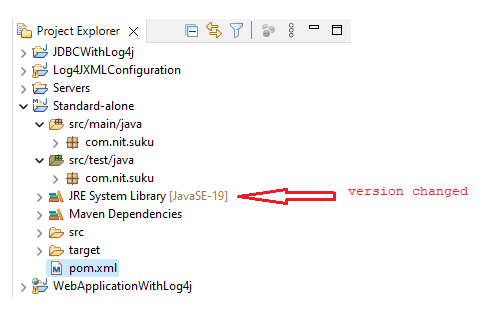 Project Explorer
JDBCWithLog4j
Log4JXMLConfiguration
Servers
Standard-alone
src/main/java
com.nit.suku
src/test/java
com.nit.suku
JRE System Library [JavaSE-19]
version changed
Maven Dependencies
src
target
pom.xml
WebApplicationWithLog4j